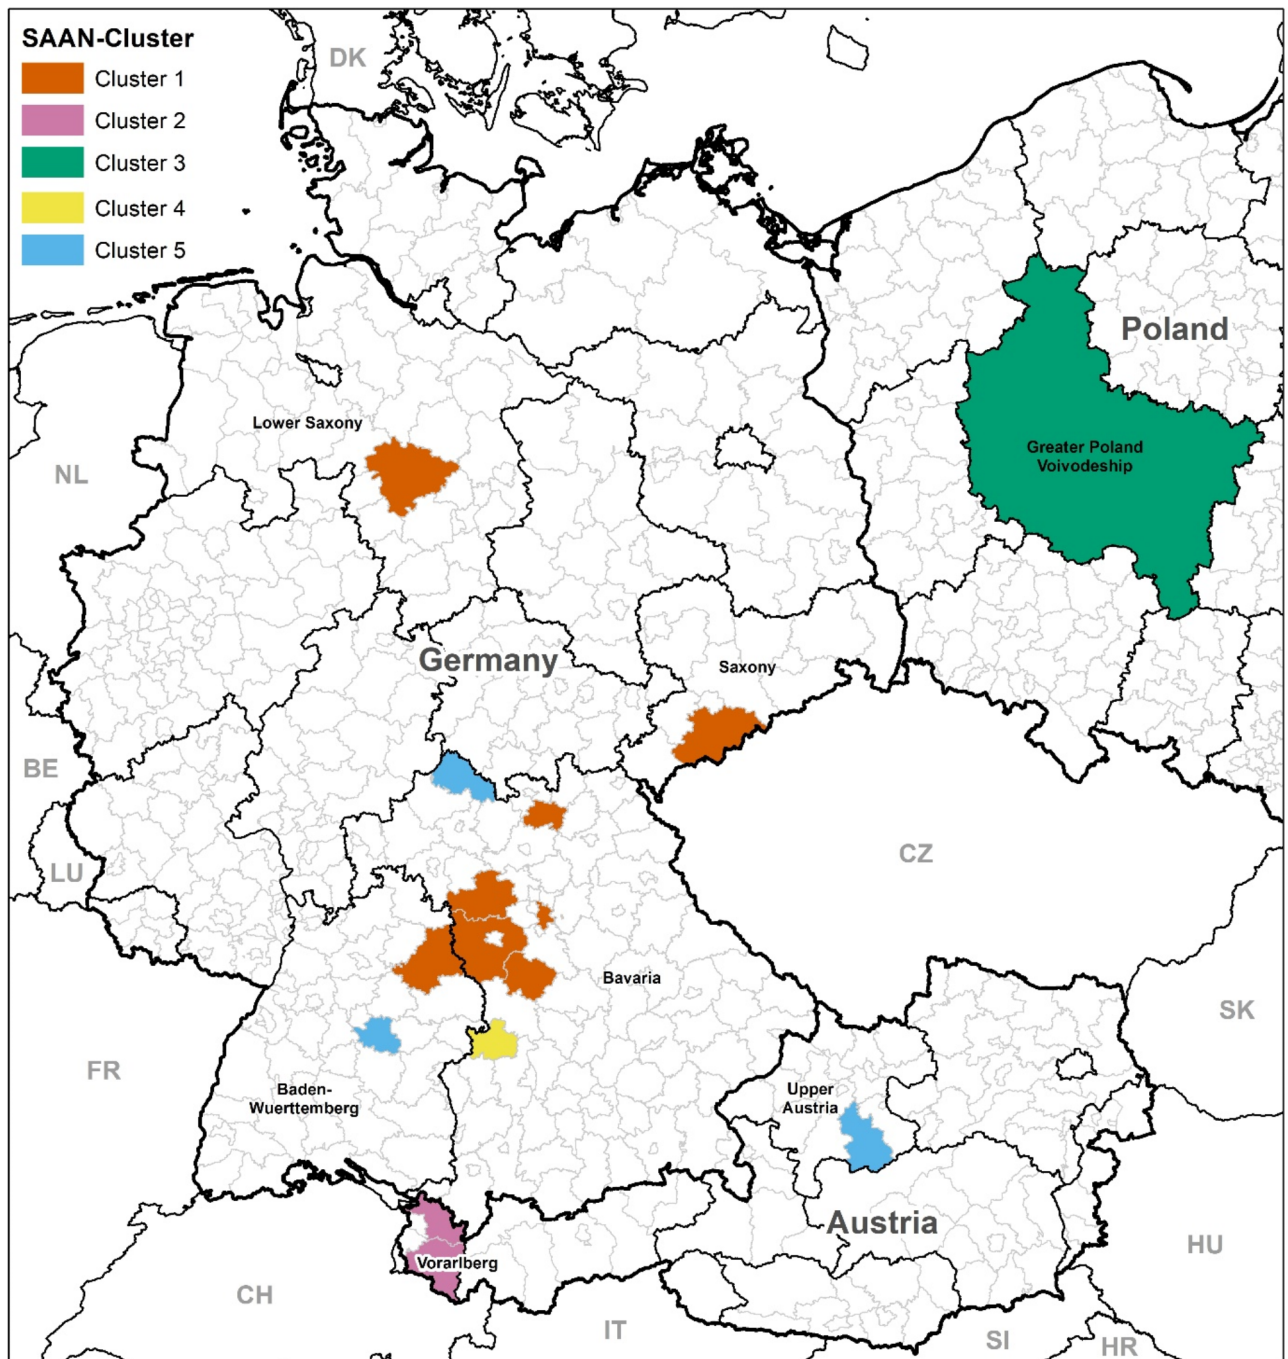 SAAN-Cluster
Cluster 1
Cluster 2
Cluster 3
Cluster 4
Cluster 5
DK
Poland
Lower Saxony
Greater Poland
Voivodeship
NL
Germany
Saxony
BE
CZ
LU
Bavaria
SK
FR
Baden-
Wuerttemberg
Upper
Austria
Austria
HU
Vorarlberg
CH
IT
SI
HR